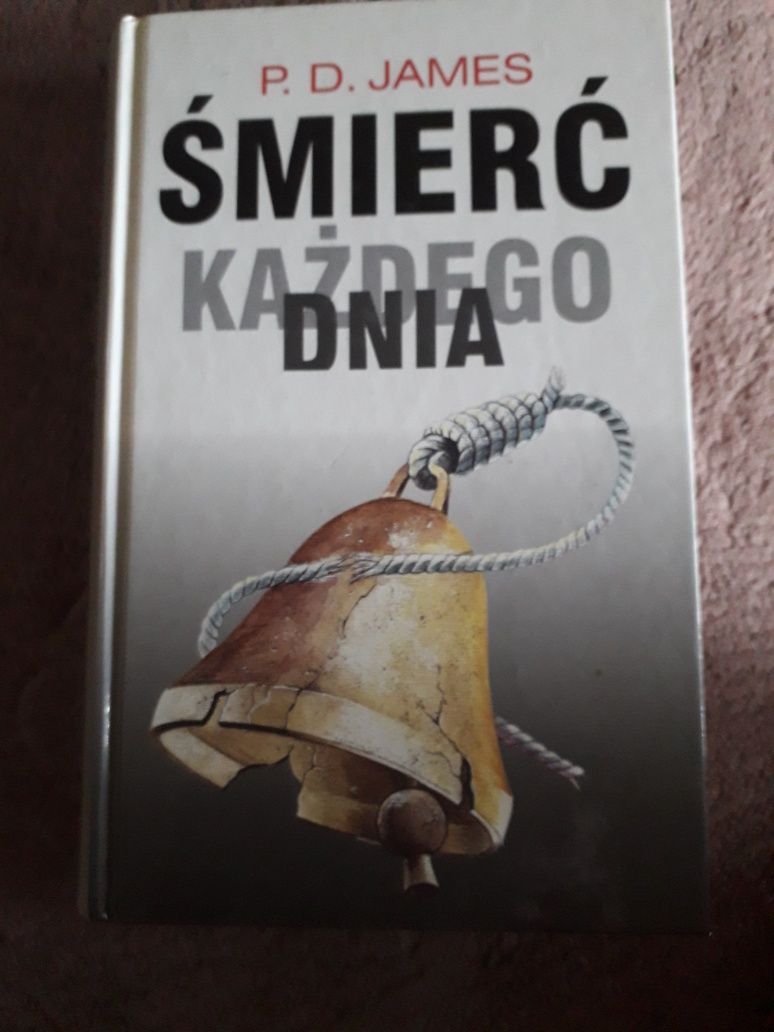 P. D. JAMES
ŚMIERĆ
KAŻDEGO
DNIA